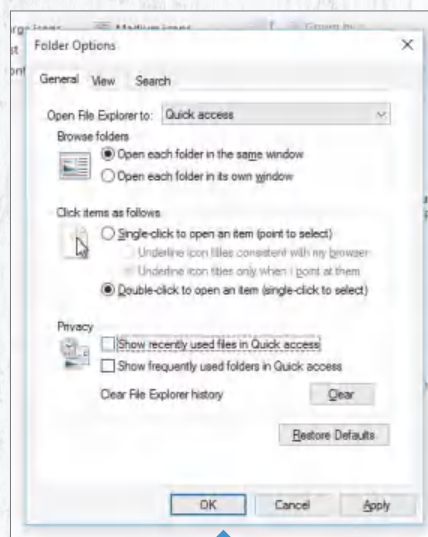 Medium icons
Folder Options
General View Search
Open File Explorer to: Quick access
Browse folders
Open each folder in the same window
Open each folder in its own window
Click items as follows
Single-click to open an item (point to select)
Underline icon titles consistent with my browser
Underline icon titles only when I point at them
Double-click to open an item (single-click to select)
Privacy
Show recently used files in Quick access
Show frequently used folders in Quick access
Clear File Explorer history Clear
Restore Defaults
OK Cancel Apply